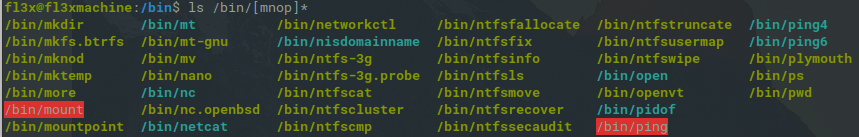 fl3x@fl3xmachine:/bin$ ls /bin/[mnop]*
/bin/mkdir /bin/mt /bin/networkctl /bin/ntfsfallocate /bin/ntfstruncate /bin/ping4
/bin/mkfs.btrfs /bin/mt-gnu /bin/nisdomainname /bin/ntfsfix /bin/ntfsusermap /bin/ping6
/bin/mknod /bin/mv /bin/ntfs-3g /bin/ntfsinfo /bin/ntfswipe /bin/plymouth
/bin/mktemp /bin/nano /bin/ntfs-3g.probe /bin/ntfsls /bin/open /bin/ps
/bin/more /bin/nc /bin/ntfscat /bin/ntfsmove /bin/openvt /bin/pwd
/bin/mount /bin/nc.openbsd /bin/ntfscluster /bin/ntfsrecover /bin/pidof
/bin/mountpoint /bin/netcat /bin/ntfscmp /bin/ntfssecaudit /bin/ping